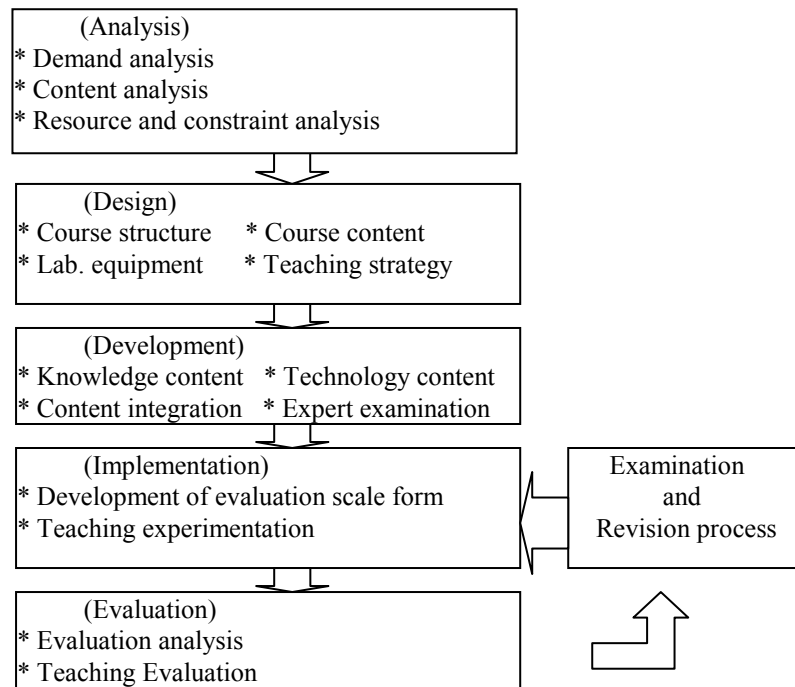 (Analysis)
* Demand analysis
* Content analysis
* Resource and constraint analysis
(Design)
* Course structure * Course content
* Lab. equipment * Teaching strategy
(Development)
* Knowledge content * Technology content
* Content integration * Expert examination
(Implementation)
* Development of evaluation scale form
* Teaching experimentation
Examination
and
Revision process
(Evaluation)
* Evaluation analysis
* Teaching Evaluation